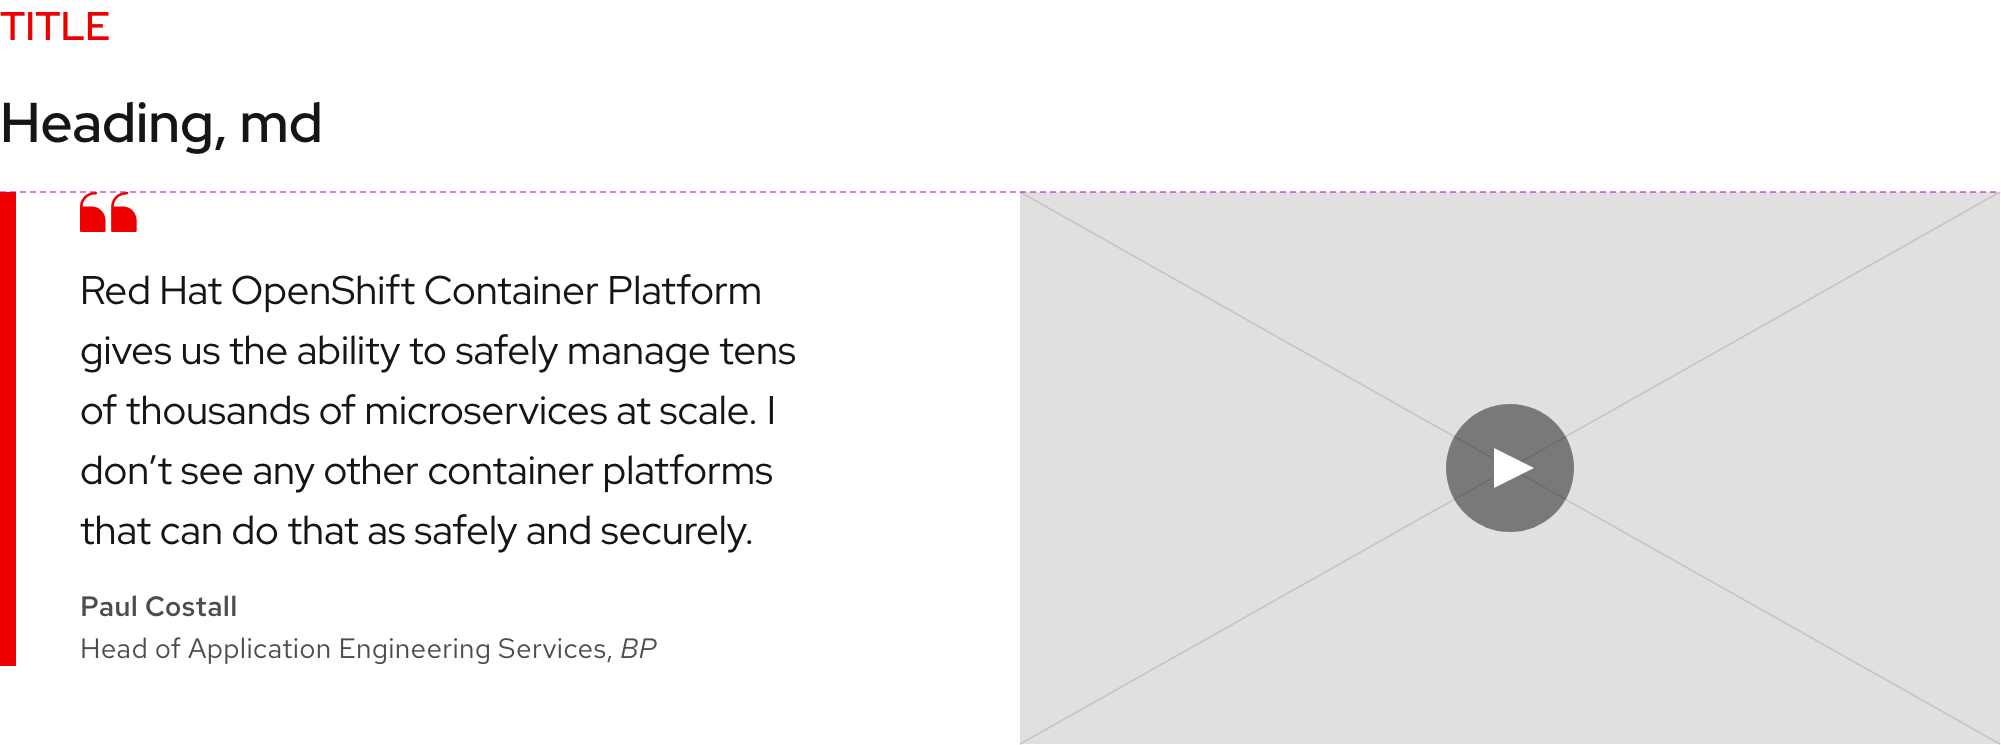 TITLE
Heading, md
“
Red Hat OpenShift Container Platform
gives us the ability to safely manage tens
of thousands of microservices at scale. I
don’t see any other container platforms
that can do that as safely and securely.
Paul Costall
Head of Application Engineering Services, BP